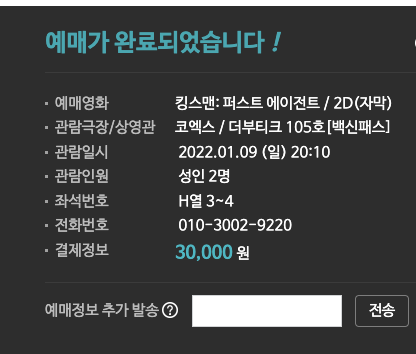 예매가 완료되었습니다 !
· 예매영화 킹스맨: 퍼스트 에이전트 / 2D(자막)
· 관람극장/상영관 코엑스 / 더부티크 105호[백신패스]
· 관람일시 2022.01.09 (일) 20:10
· 관람인원 성인 2명
· 좌석번호 H열 3~4
· 전화번호 010-3002-9220
· 결제정보 30,000 원
예매정보 추가 발송 ? 전송